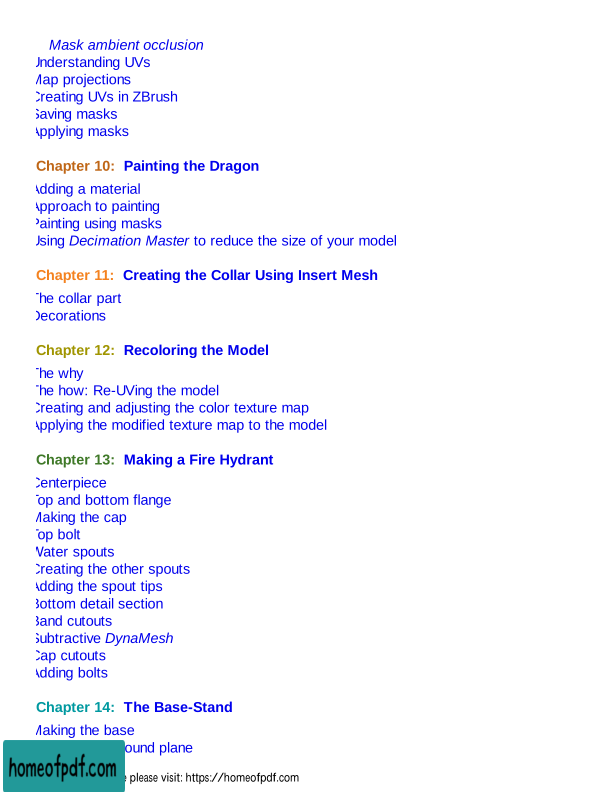 Mask ambient occlusion
Understanding UVs
Map projections
Creating UVs in ZBrush
Saving masks
Applying masks
Chapter 10: Painting the Dragon
Adding a material
Approach to painting
Painting using masks
Using Decimation Master to reduce the size of your model
Chapter 11: Creating the Collar Using Insert Mesh
The collar part
Decorations
Chapter 12: Recoloring the Model
The why
The how: Re-UVing the model
Creating and adjusting the color texture map
Applying the modified texture map to the model
Chapter 13: Making a Fire Hydrant
Centerpiece
Top and bottom flange
Making the cap
Top bolt
Water spouts
Creating the other spouts
Adding the spout tips
Bottom detail section
Band cutouts
Subtractive DynaMesh
Cap cutouts
Adding bolts
Chapter 14: The Base-Stand
Making the base
plane
homeofpdf.com
please visit: https://homeofpdf.com